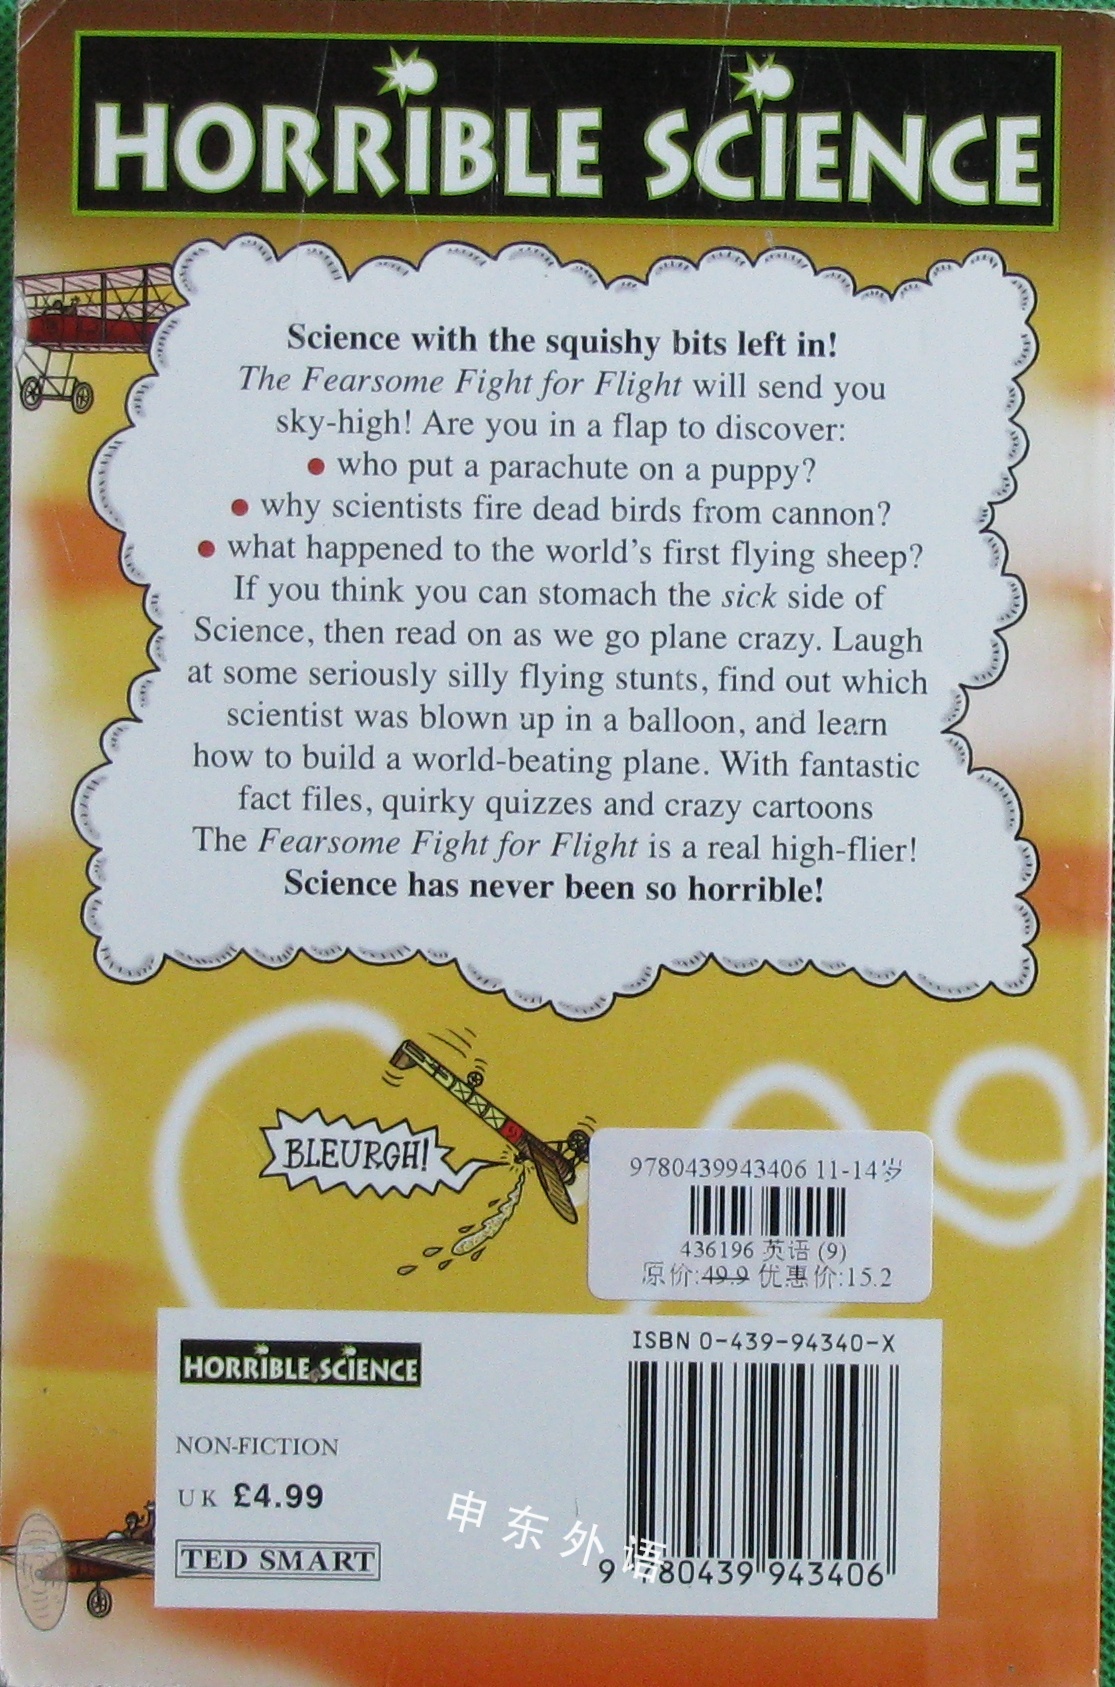 HORRIBLE SCIENCE
Science with the squishy bits left in!
The Fearsome Fight for Flight will send you
sky-high! Are you in a flap to discover:
• who put a parachute on a puppy?
• why scientists fire dead birds from cannon?
• what happened to the world's first flying sheep?
If you think you can stomach the sick side of
Science, then read on as we go plane crazy. Laugh
at some seriously silly flying stunts, find out which
scientist was blown up in a balloon, and learn
how to build a world-beating plane. With fantastic
fact files, quirky quizzes and crazy cartoons
The Fearsome Fight for Flight is a real high-flier!
Science has never been so horrible!
BLEURGH!
9780439943406 11-14岁
436196 英语 (9)
原价:49.9 优惠价:15.2
HORRIBLE SCIENCE
NON-FICTION
UK £4.99
TED SMART
ISBN 0-439-94340-X
9 780439 943406
申东外语